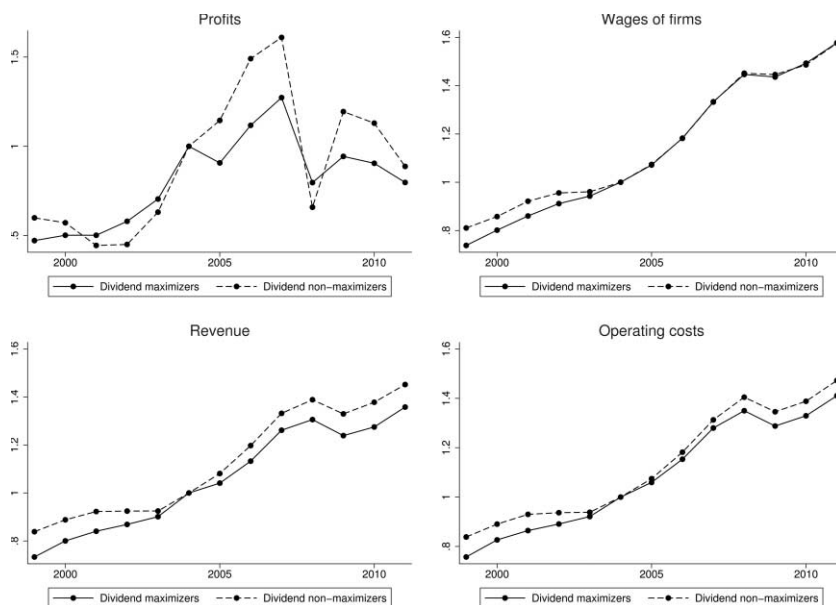 Profits
1.5
1
.5
2000 2005 2010
Dividend maximizers Dividend non−maximizers
Wages of firms
1.6
1.4
1.2
1
.8
2000 2005 2010
Dividend maximizers Dividend non−maximizers
Revenue
1.6
1.4
1.2
1
.8
2000 2005 2010
Dividend maximizers Dividend non−maximizers
Operating costs
1.6
1.4
1.2
1
.8
2000 2005 2010
Dividend maximizers Dividend non−maximizers